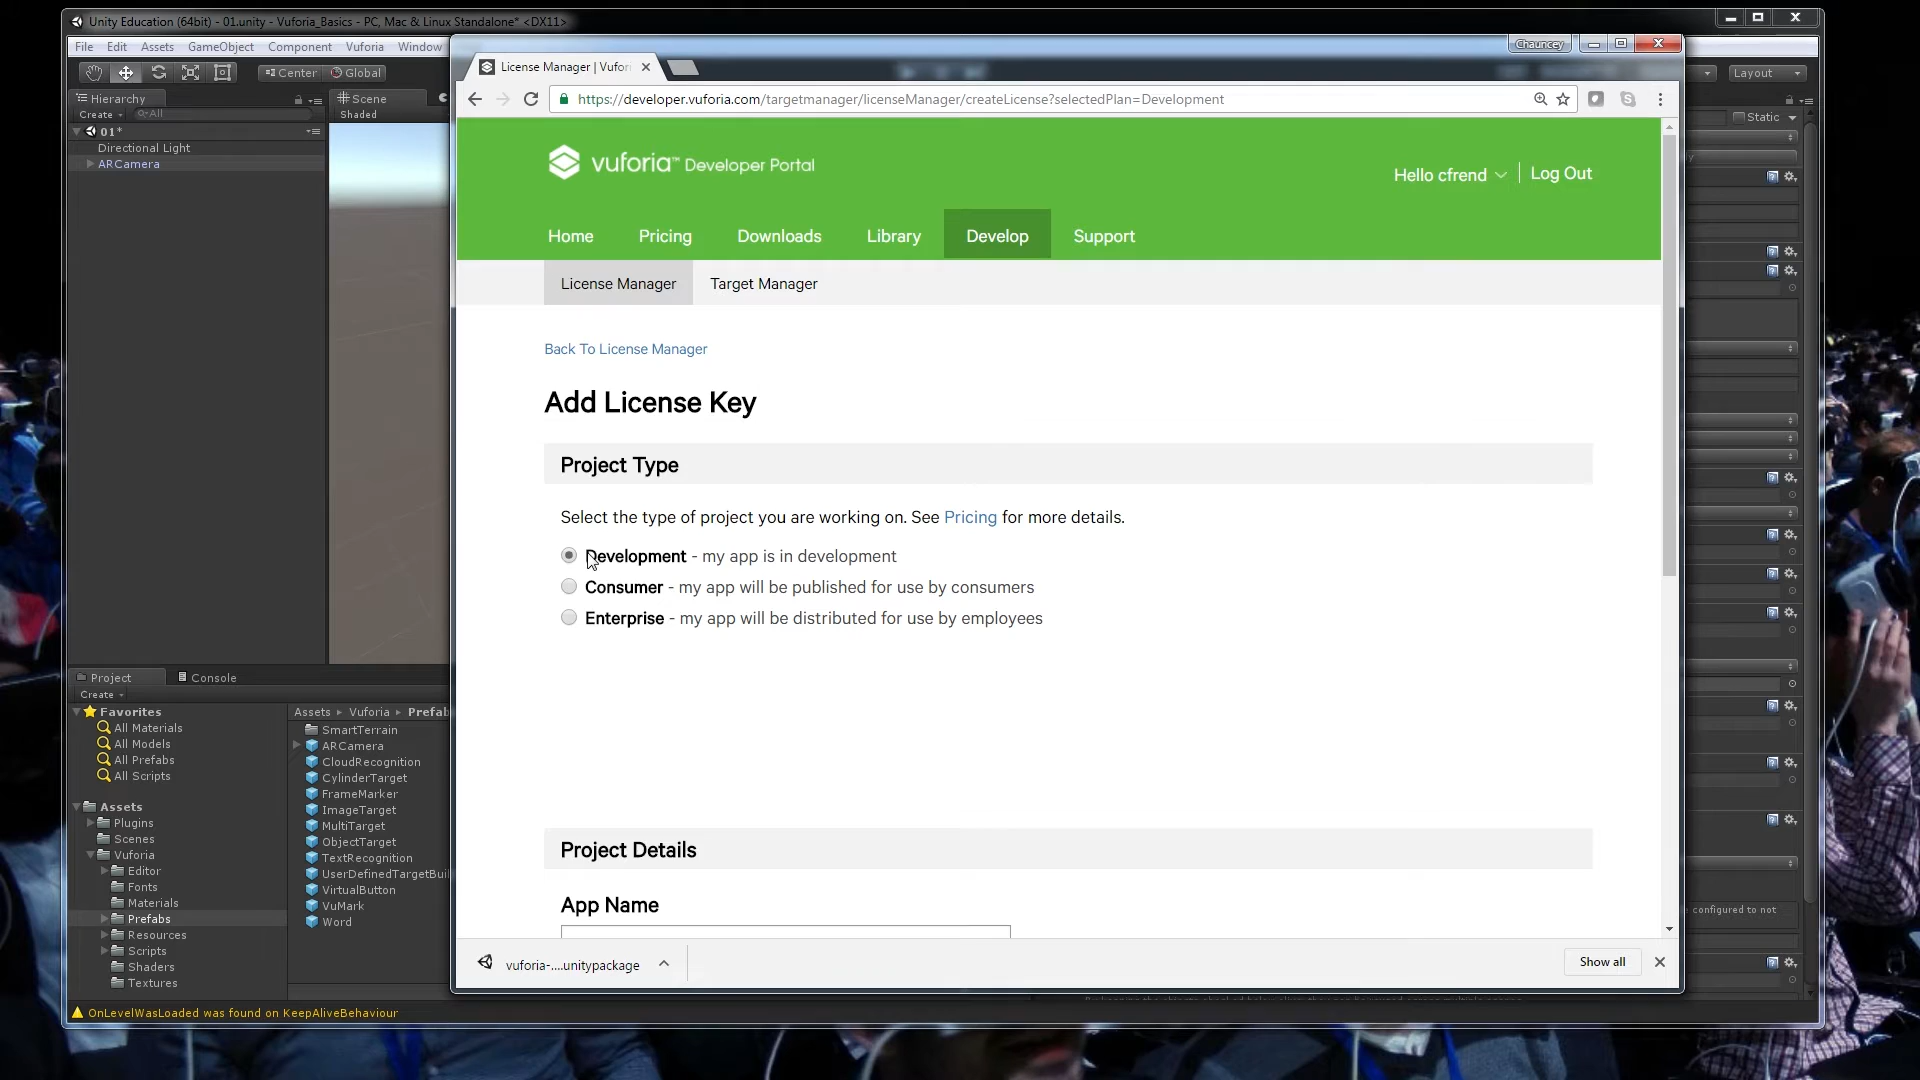 Unity Education (64bit) - 01.unity - Vuforia_Basics - PC, Mac & Linux Standalone* <DX11>
File Edit Assets GameObject Component Vuforia Window
Center Global
Layout
Hierarchy
Create All
01*
Directional Light
ARCamera
Scene
Shaded
Static
Chauncey
License Manager | Vufor
https://developer.vuforia.com/targetmanager/licenseManager/createLicense?selectedPlan=Development
vuforia™ Developer Portal
Hello cfrend
Log Out
Home Pricing Downloads Library Develop Support
License Manager Target Manager
Back To License Manager
Add License Key
Project Type
Select the type of project you are working on. See Pricing for more details.
Development - my app is in development
Consumer - my app will be published for use by consumers
Enterprise - my app will be distributed for use by employees
Project Details
App Name
vuforia-....unitypackage
Show all
Project
Console
Create
Favorites
All Materials
All Models
All Prefabs
All Scripts
Assets
Plugins
Scenes
Vuforia
Editor
Fonts
Materials
Prefabs
Resources
Scripts
Shaders
Textures
Assets Vuforia Prefab
SmartTerrain
ARCamera
CloudRecognition
CylinderTarget
FrameMarker
ImageTarget
MultiTarget
ObjectTarget
TextRecognition
UserDefinedTargetBuil
VirtualButton
VuMark
Word
configured to not
OnLevelWasLoaded was found on KeepAliveBehaviour